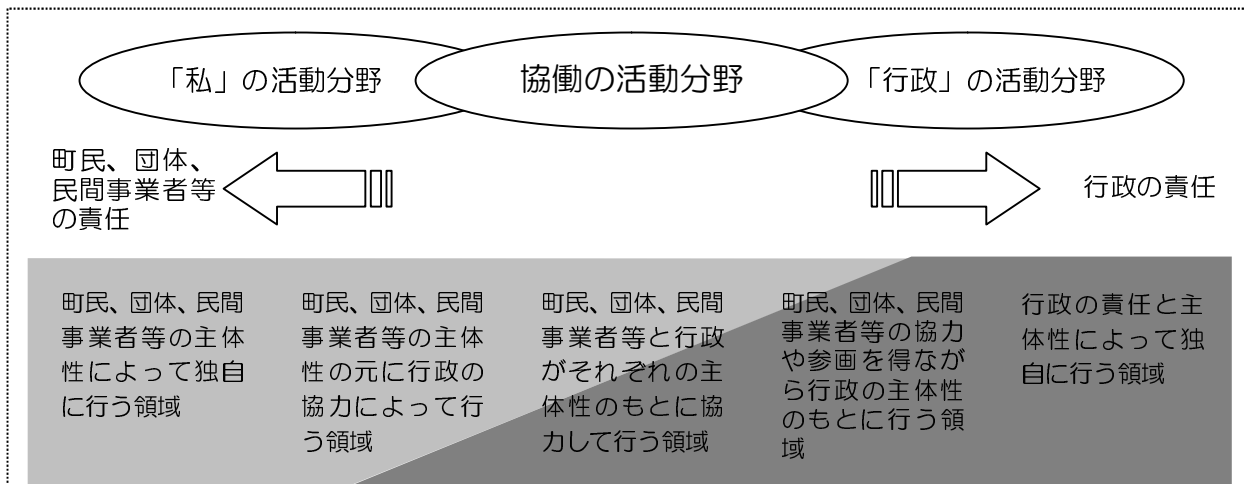 「私」の活動分野
協働の活動分野
「行政」の活動分野
町民、団体、
民間事業者等
の責任
行政の責任
町民、団体、民間
事業者等の主体
性によって独自
に行う領域
町民、団体、民間
事業者等の主体
性の元に行政の
協力によって行
う領域
町民、団体、民間
事業者等と行政
がそれぞれの主
体性のもとに協
力して行う領域
町民、団体、民間
事業者等の協力
や参画を得なが
ら行政の主体性
のもとに行う領
域
行政の責任と主
体性によって独
自に行う領域